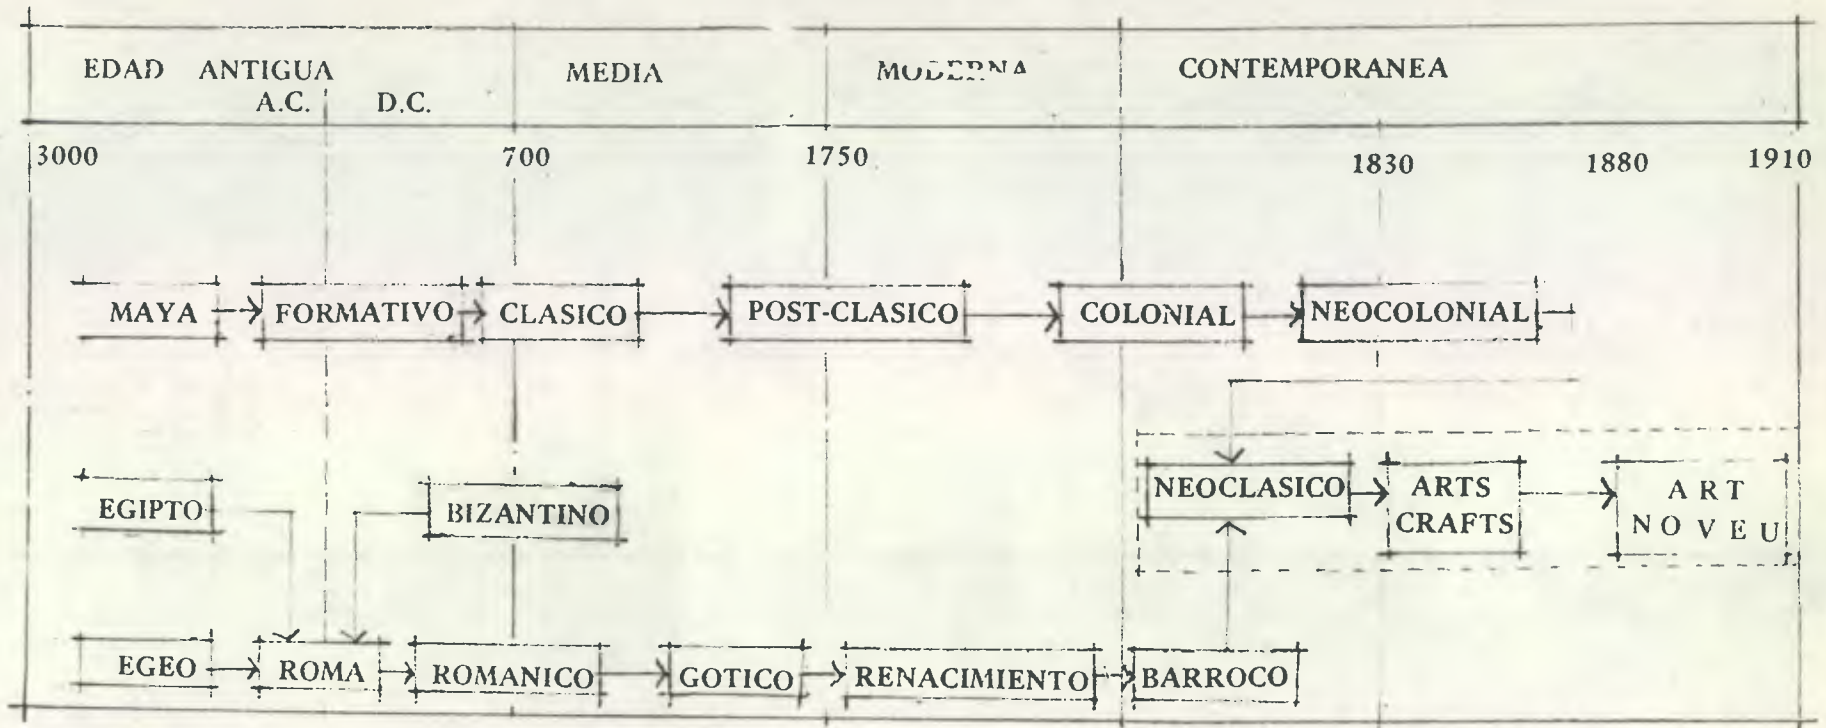 EDAD ANTIGUA MEDIA MODERNA CONTEMPORANEA
A.C. D.C.
3000 700 1750 1830 1880 1910
MAYA FORMATIVO CLASICO POST-CLASICO COLONIAL NEOCOLONIAL
EGIPTO BIZANTINO NEOCLASICO ARTS ART
CRAFTS NOVEU
EGEO ROMA ROMANICO GOTICO RENACIMIENTO BARROCO